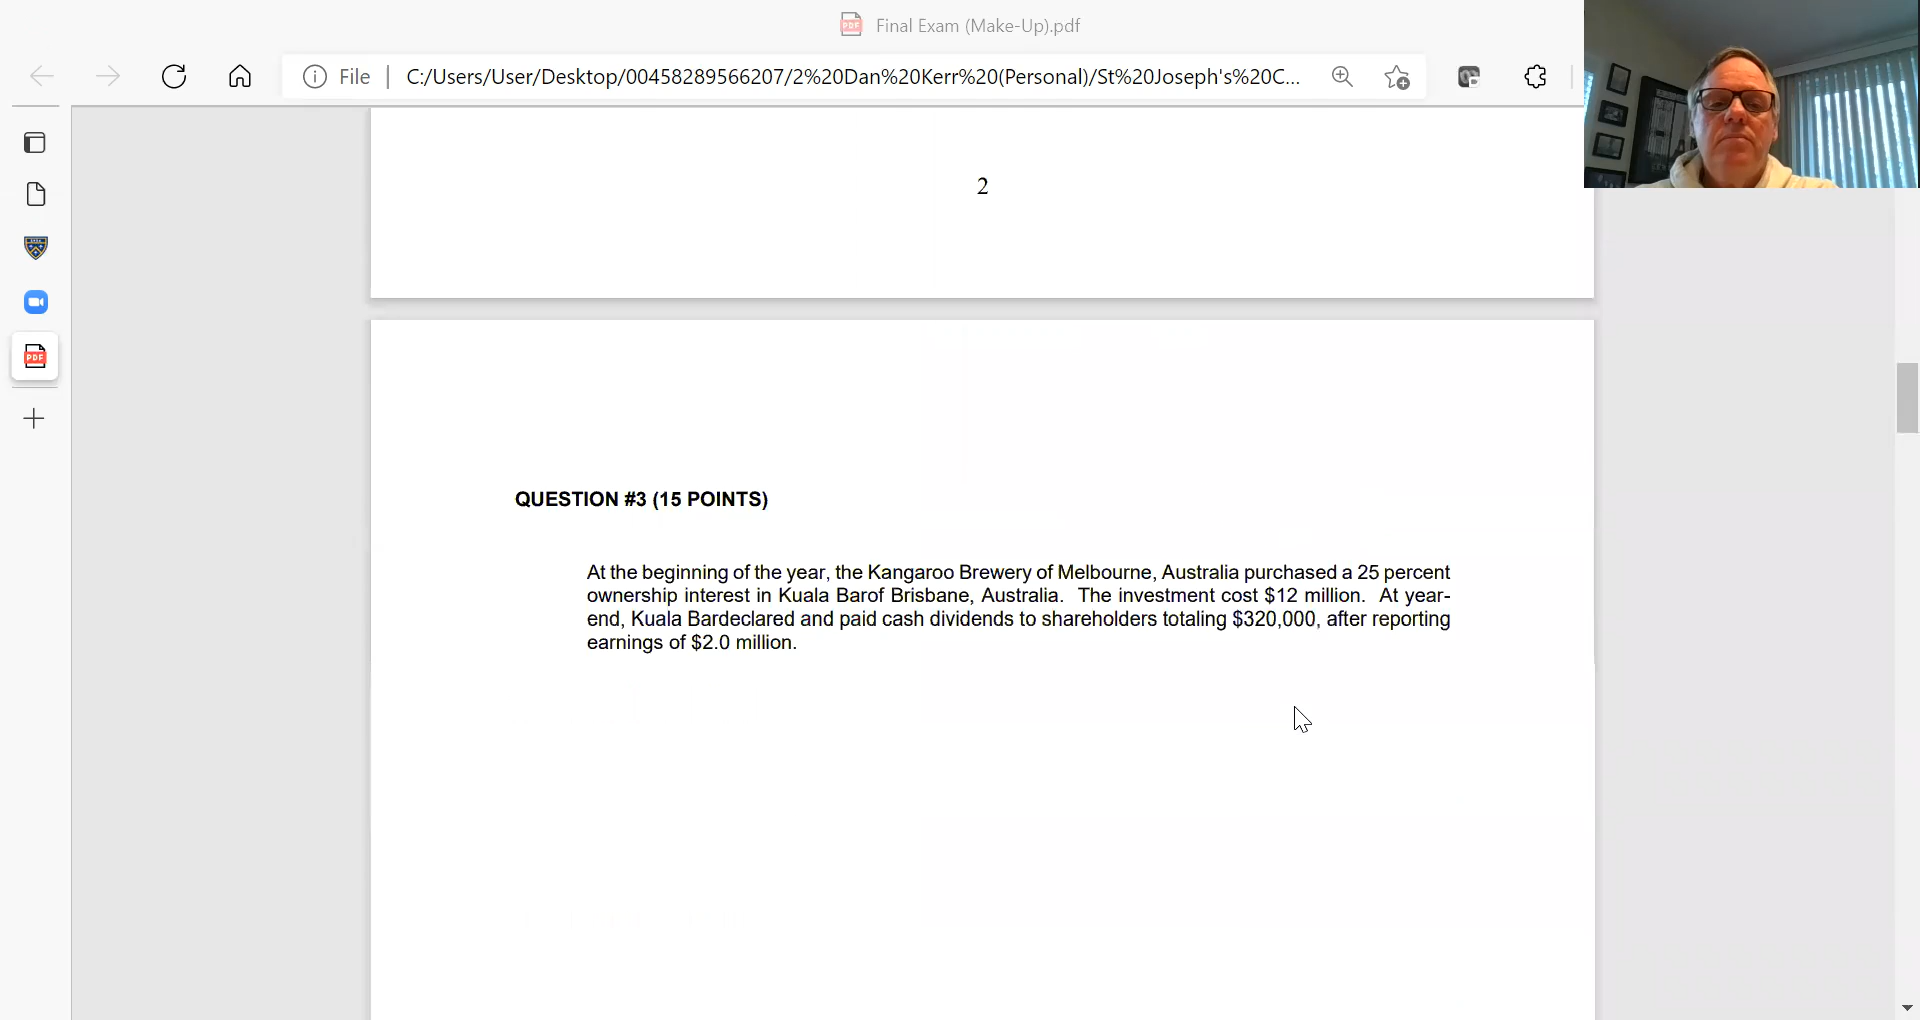 Final Exam (Make-Up).pdf
File | C:/Users/User/Desktop/00458289566207/2%20Dan%20Kerr%20(Personal)/St%20Joseph's%20C...
2
QUESTION #3 (15 POINTS)
At the beginning of the year, the Kangaroo Brewery of Melbourne, Australia purchased a 25 percent
ownership interest in Kuala Barof Brisbane, Australia. The investment cost $12 million. At year-
end, Kuala Bardeclared and paid cash dividends to shareholders totaling $320,000, after reporting
earnings of $2.0 million.